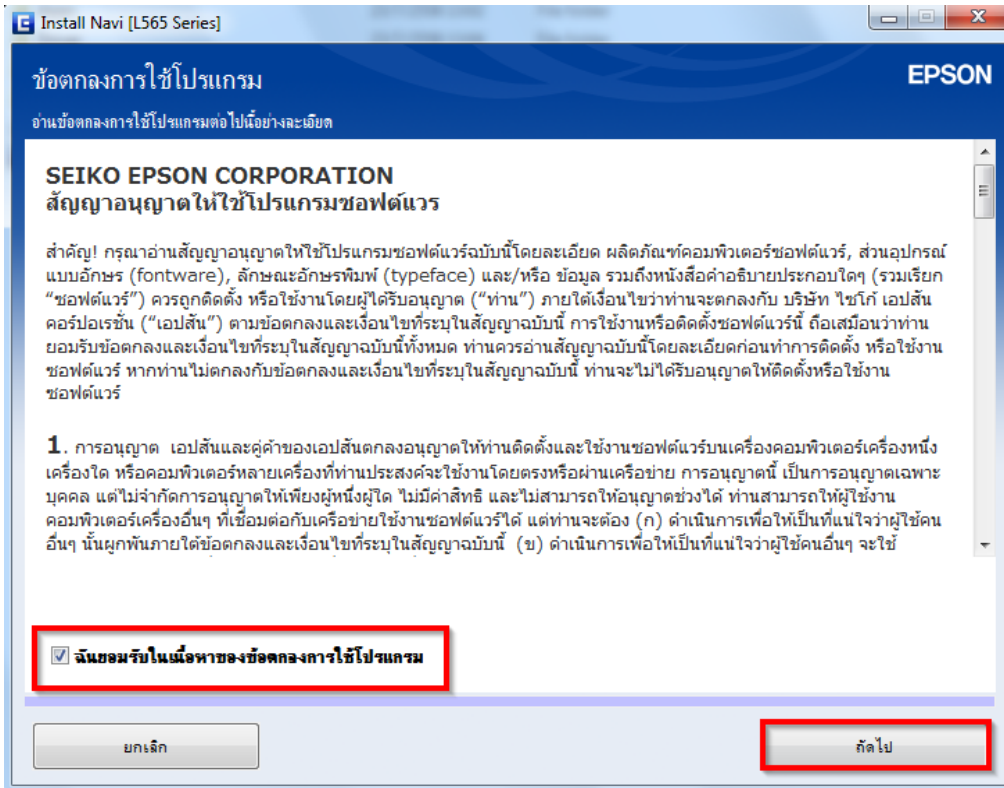 Install Navi [L565 Series]
ข้อตกลงการใช้โปรแกรม
EPSON
อ่านข้อตกลงการใช้โปรแกรมต่อไปนี้อย่างละเอียด
SEIKO EPSON CORPORATION
สัญญาอนุญาตให้ใช้โปรแกรมซอฟต์แวร
สำคัญ! กรุณาอ่านสัญญาอนุญาตให้ใช้โปรแกรมซอฟต์แวร์ฉบับนี้โดยละเอียด ผลิตภัณฑ์คอมพิวเตอร์ซอฟต์แวร์, ส่วนอุปกรณ์
แบบอักษร (fontware), ลักษณะอักษรพิมพ์ (typeface) และ/หรือ ข้อมูล รวมถึงหนังสือคำอธิบายประกอบใดๆ (รวมเรียก
“ซอฟต์แวร์”) ควรถูกติดตั้ง หรือใช้งานโดยผู้ได้รับอนุญาต (“ท่าน”) ภายใต้เงื่อนไขว่าท่านจะตกลงกับ บริษัท ไซโก้ เอปสัน
คอร์ปอเรชั่น (“เอปสัน”) ตามข้อตกลงและเงื่อนไขที่ระบุในสัญญาฉบับนี้ การใช้งานหรือติดตั้งซอฟต์แวร์นี้ ถือเสมือนว่าท่าน
ยอมรับข้อตกลงและเงื่อนไขที่ระบุในสัญญาฉบับนี้ทั้งหมด ท่านควรอ่านสัญญาฉบับนี้โดยละเอียดก่อนทำการติดตั้ง หรือใช้งาน
ซอฟต์แวร์ หากท่านไม่ตกลงกับข้อตกลงและเงื่อนไขที่ระบุในสัญญาฉบับนี้ ท่านจะไม่ได้รับอนุญาตให้ติดตั้งหรือใช้งาน
ซอฟต์แวร์
1. การอนุญาต เอปสันและคู่ค้าของเอปสันตกลงอนุญาตให้ท่านติดตั้งและใช้งานซอฟต์แวร์บนเครื่องคอมพิวเตอร์เครื่องหนึ่ง
เครื่องใด หรือคอมพิวเตอร์หลายเครื่องที่ท่านประสงค์จะใช้งานโดยตรงหรือผ่านเครือข่าย การอนุญาตนี้ เป็นการอนุญาตเฉพาะ
บุคคล แต่ไม่จำกัดการอนุญาตให้เพียงผู้หนึ่งผู้ใด ไม่มีค่าสิทธิ และไม่สามารถให้อนุญาตช่วงได้ ท่านสามารถให้ผู้ใช้งาน
คอมพิวเตอร์เครื่องอื่นๆ ที่เชื่อมต่อกับเครือข่ายใช้งานซอฟต์แวร์ได้ แต่ท่านจะต้อง (ก) ดำเนินการเพื่อให้เป็นที่แน่ใจว่าผู้ใช้คน
อื่นๆ นั้นผูกพันภายใต้ข้อตกลงและเงื่อนไขที่ระบุในสัญญาฉบับนี้ (ข) ดำเนินการเพื่อให้เป็นที่แน่ใจว่าผู้ใช้คนอื่นๆ จะใช้
ฉันยอมรับในเนื้อหาของข้อตกลงการใช้โปรแกรม
ยกเลิก
ถัดไป